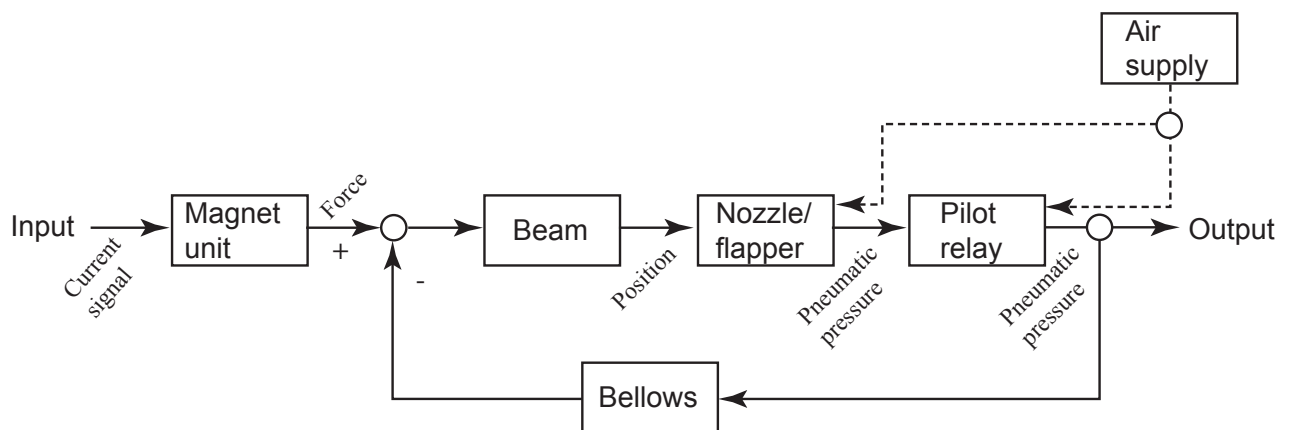 Air
supply
Input
Current
signal
Magnet
unit
Force
+
-
Beam
Position
Nozzle/
flapper
Pneumatic
pressure
Pilot
relay
Pneumatic
pressure
Output
Bellows